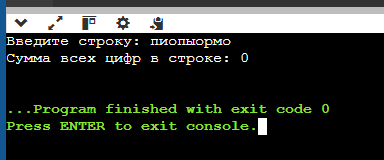 Введите строку: пиопыормо
Сумма всех цифр в строке: 0
...Program finished with exit code 0
Press ENTER to exit console.